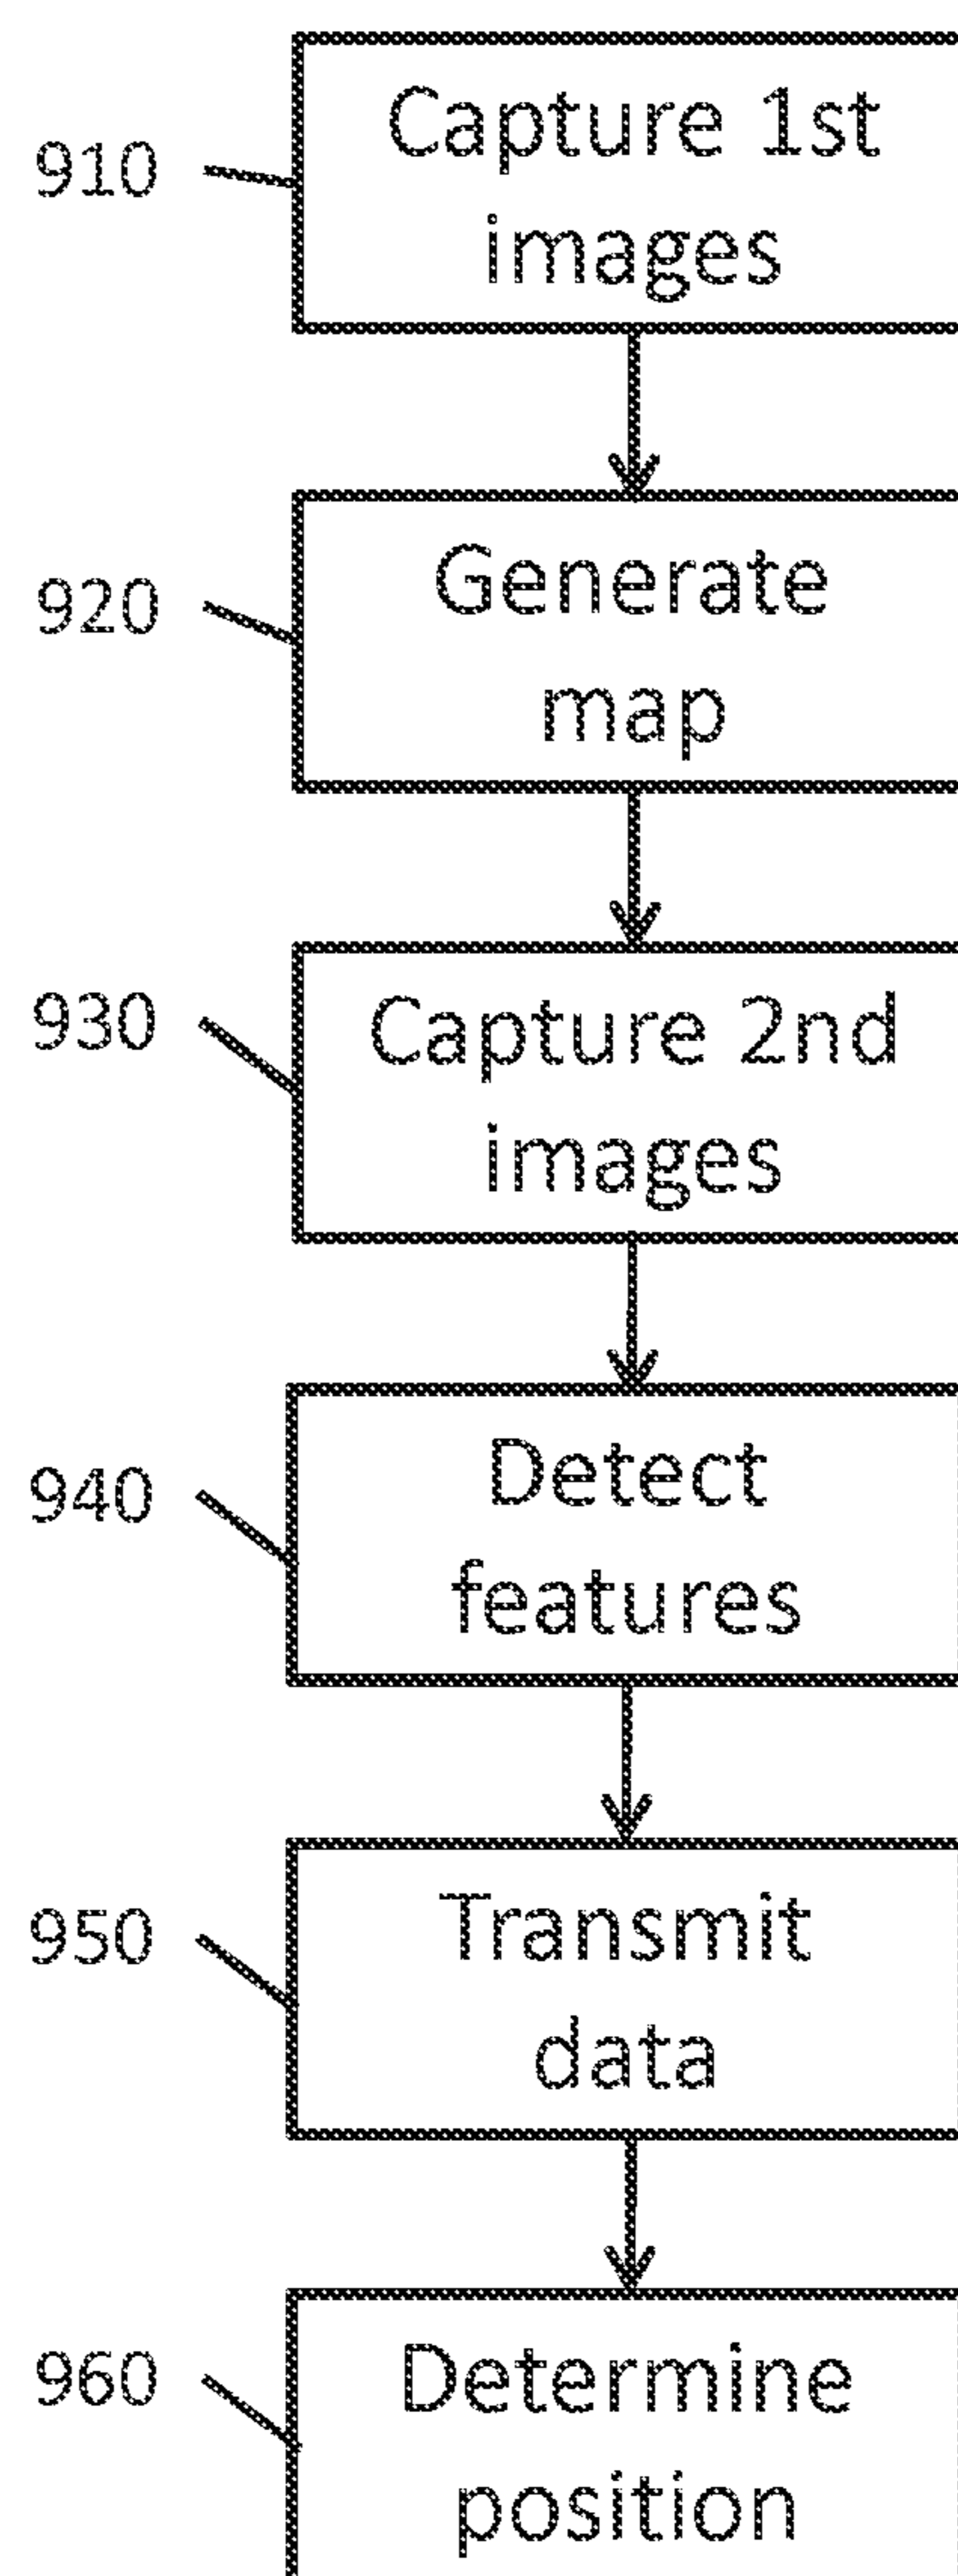 910
Capture 1st
images
920
Generate
map
930
Capture 2nd
images
940
Detect
features
950
Transmit
data
960
Determine
position